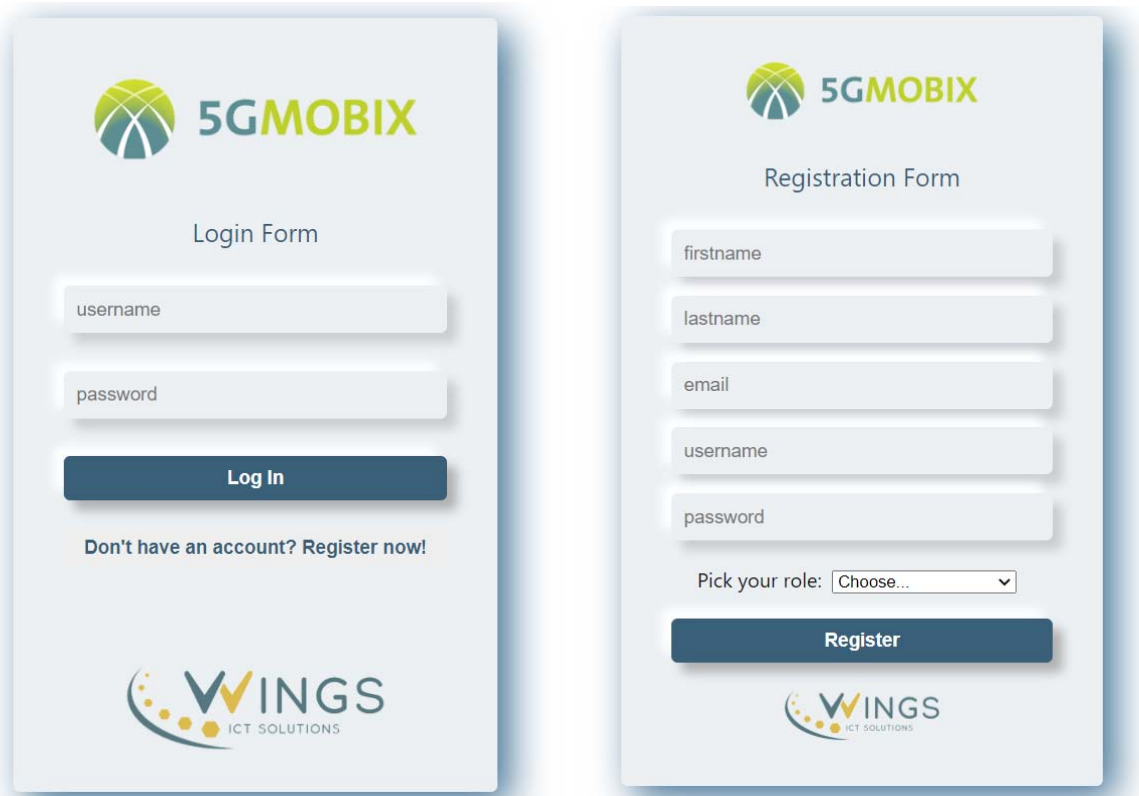 5GMOBIX
Login Form
username
password
Log In
Don't have an account? Register now!
WINGS
ICT SOLUTIONS
5GMOBIX
Registration Form
firstname
lastname
email
username
password
Pick your role: Choose...
Register
WINGS
ICT SOLUTIONS